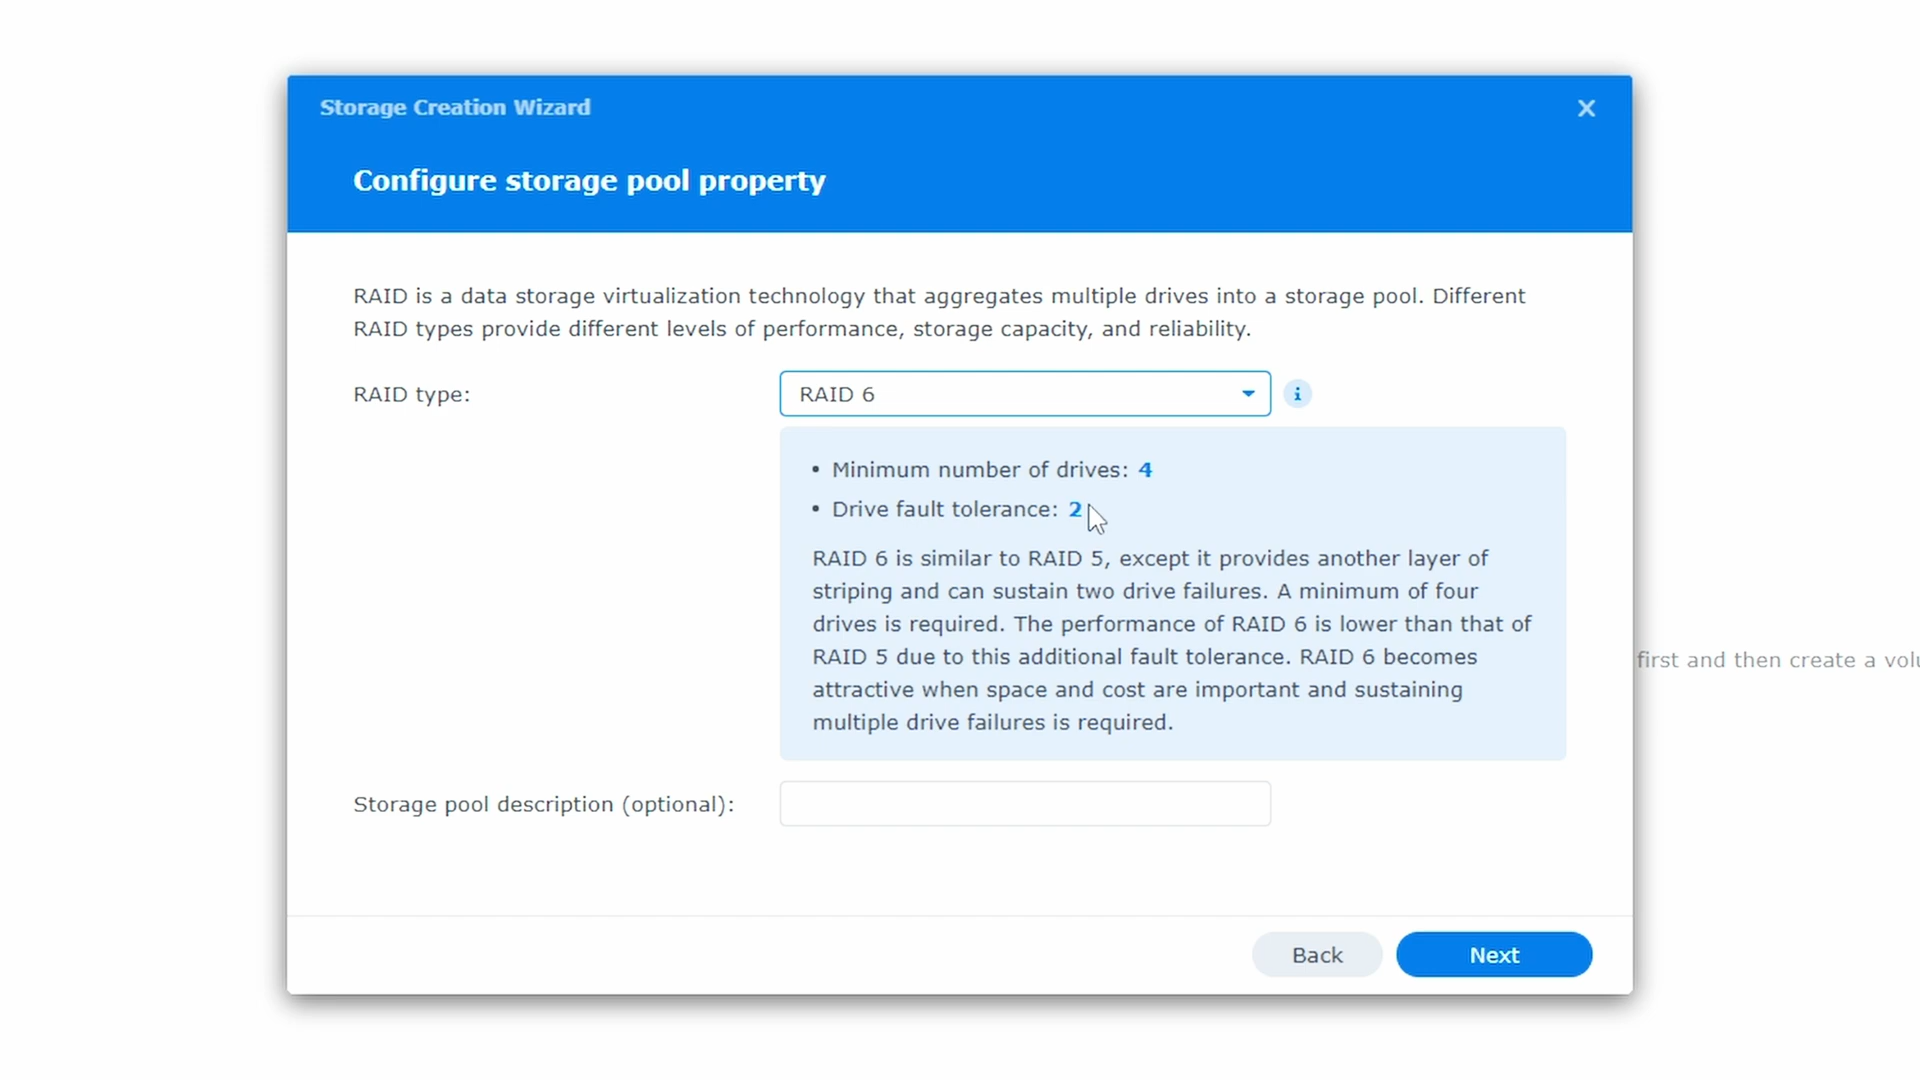 Storage Creation Wizard
Configure storage pool property
RAID is a data storage virtualization technology that aggregates multiple drives into a storage pool. Different
RAID types provide different levels of performance, storage capacity, and reliability.
RAID type:
RAID 6
• Minimum number of drives: 4
• Drive fault tolerance: 2
RAID 6 is similar to RAID 5, except it provides another layer of
striping and can sustain two drive failures. A minimum of four
drives is required. The performance of RAID 6 is lower than that of
RAID 5 due to this additional fault tolerance. RAID 6 becomes
attractive when space and cost are important and sustaining
multiple drive failures is required.
first and then create a
Storage pool description (optional):
Back
Next